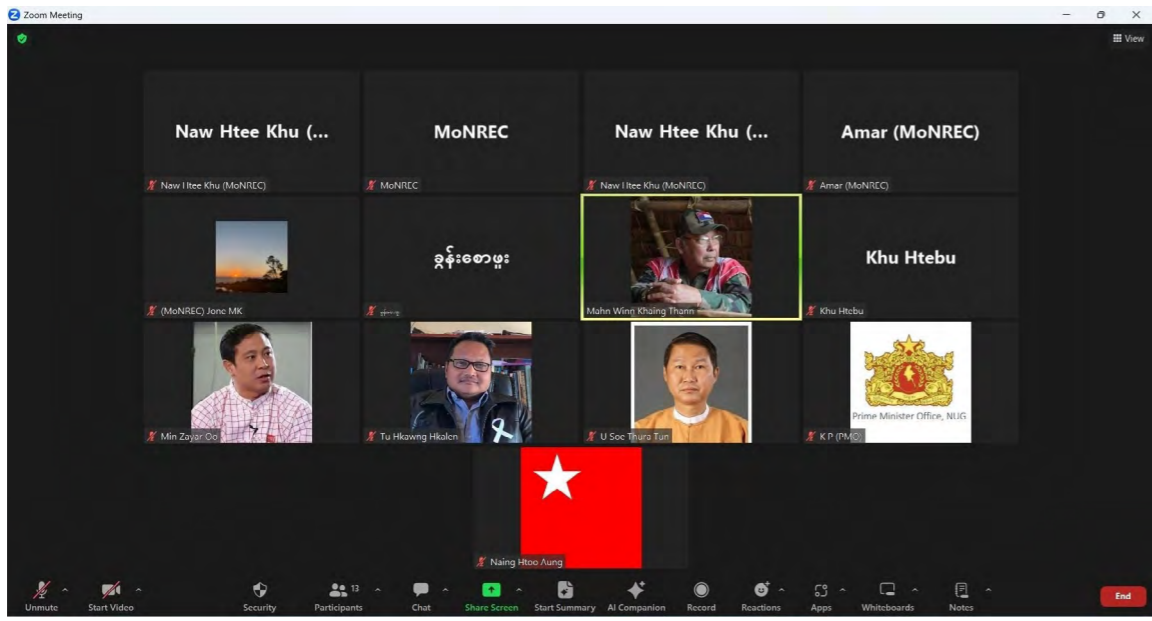 Zoom Meeting
View
Naw Htee Khu (...
MoNREC
Naw Htee Khu (...
Amar (MoNREC)
Naw Htee Khu (MoNREC)
MoNREC
Naw Htee Khu (MoNREC)
Amar (MoNREC)
ခွန်းစောဖူး
Khu Htebu
(MoNREC) Jone MK
Mahn Winn Khaing Thann
Khu Htebu
Prime Minister Office, NUG
Min Zayar Oo
Tu Hkawng Hkalen
U Soe Thura Tun
K P (PMO)
Naing Htoo Aung
Unmute
Start Video
Security
13
Participants
Chat
Share Screen
Start Summary
AI Companion
Record
Reactions
Apps
Whiteboards
Notes
End